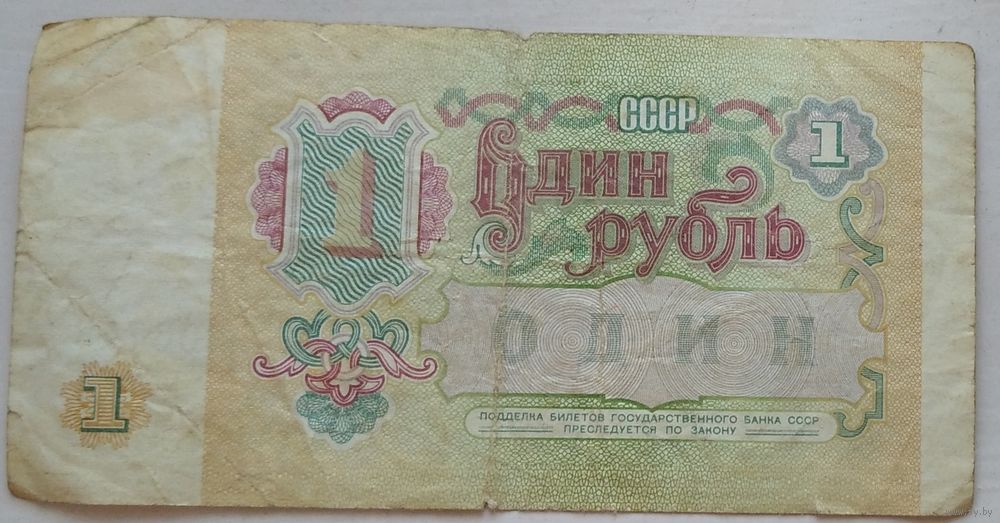 СССР
1
1
Один
рубль
ОДИН
ПОДДЕЛКА БИЛЕТОВ ГОСУДАРСТВЕННОГО БАНКА СССР
ПРЕСЛЕДУЕТСЯ ПО ЗАКОНУ
1